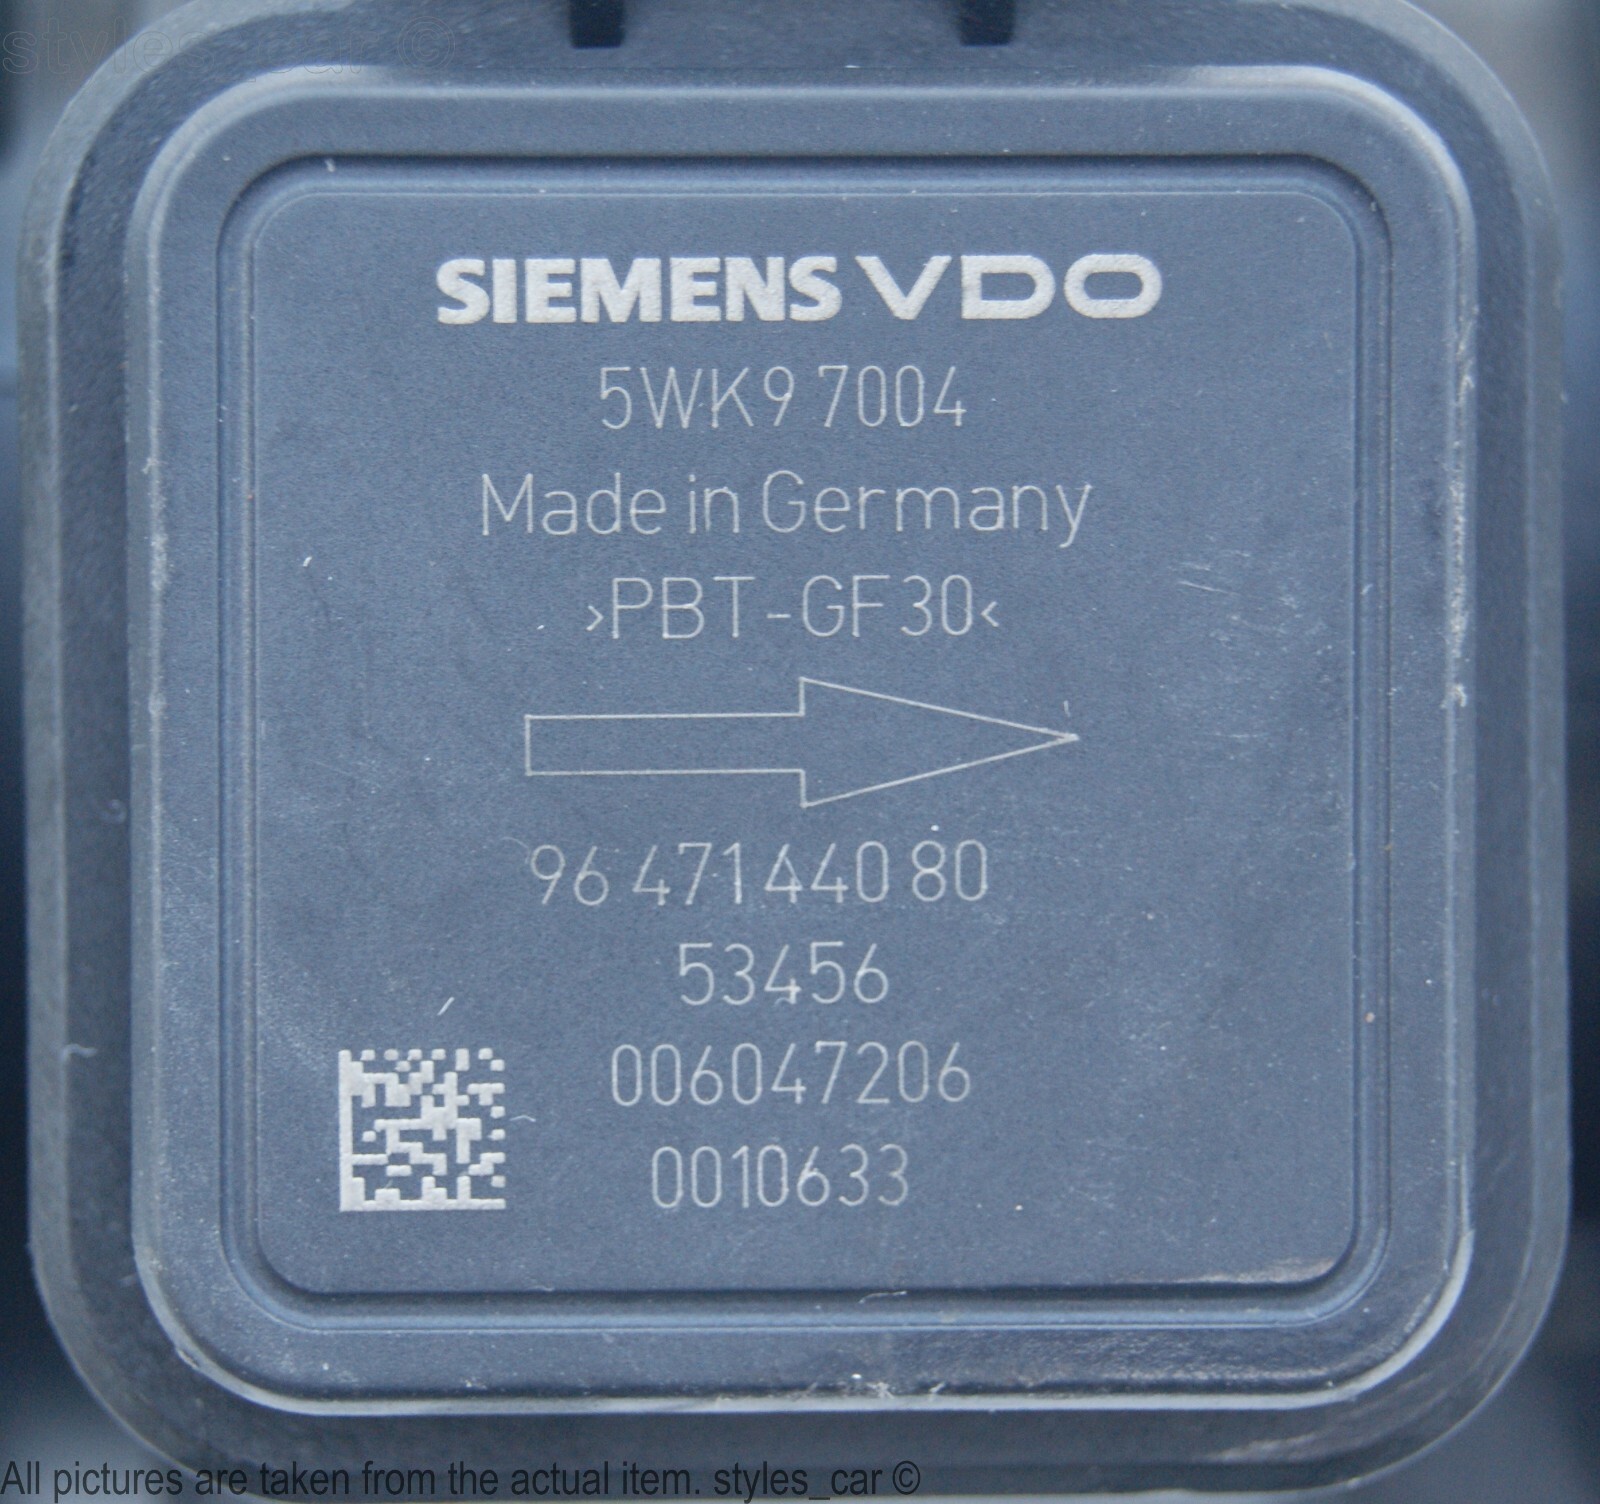 styles_car ©
SIEMENS VDO
5WK9 7004
Made in Germany
>PBT-GF30<
96 471 440 80
53456
006047206
0010633
All pictures are taken from the actual item. styles_car ©